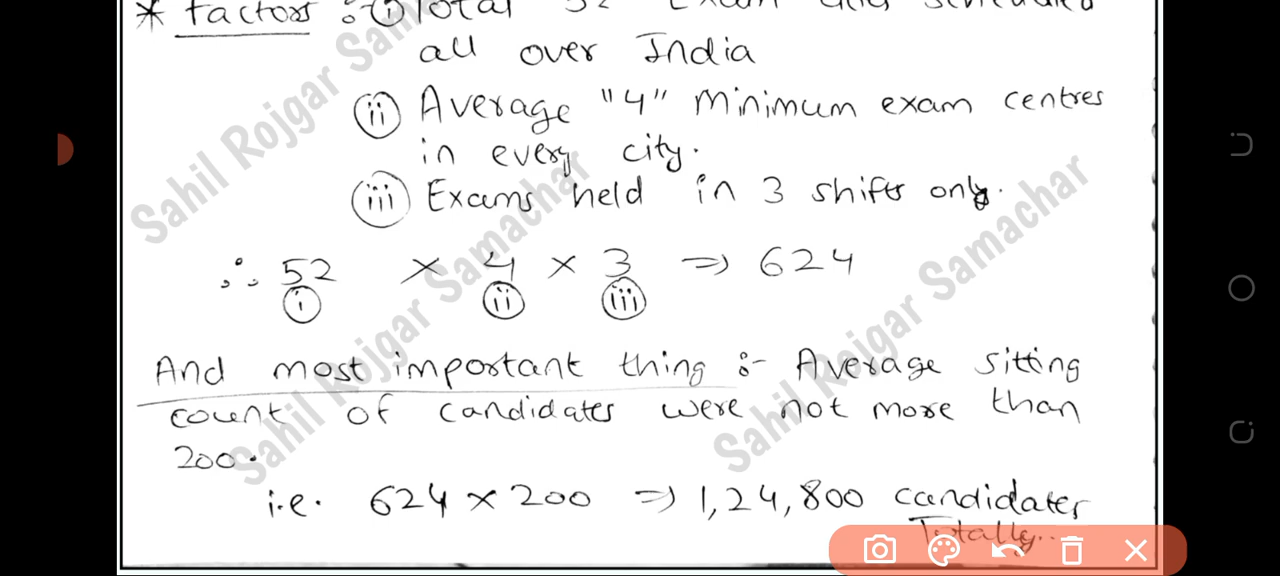 * Factors :- (i) Total 52 Exam and scheduled
all over India
(ii) Average "4" minimum exam centres
in every city.
(iii) Exams held in 3 shifts only.
∴ 52 × 4 × 3 ⇒ 624
(i) (ii) (iii)
And most important thing :- Average sitting
count of candidates were not more than
200.
i.e. 624 × 200 ⇒ 1,24,800 candidates
Totally..
Sahil Rojgar Samachar
Sahil Rojgar Samachar
Sahil Rojgar Samachar